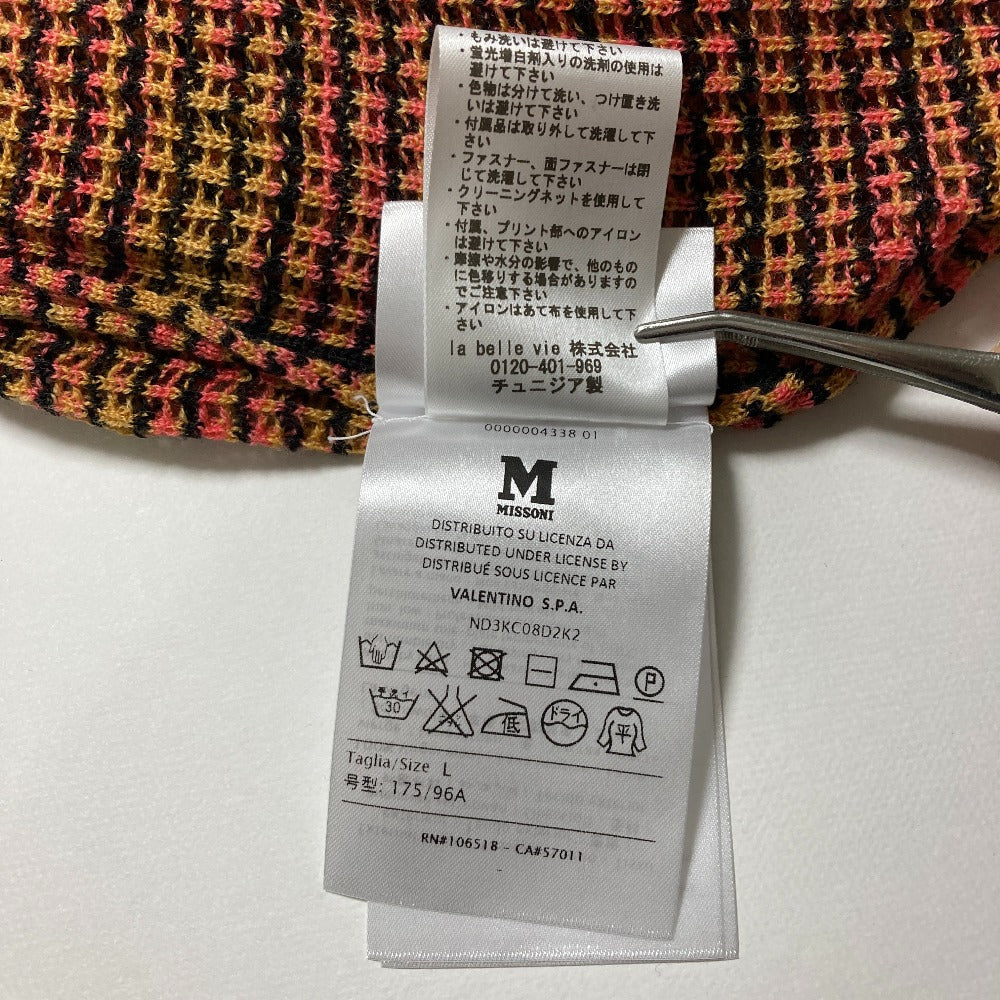 ・もみ洗いは避けて下さい
・蛍光増白剤入りの洗剤の使用は
避けて下さい
・色物は分けて洗い、つけ置き洗
いは避けて下さい
・付属品は取り外して洗濯して下
さい
・ファスナー、面ファスナーは閉
じて洗濯して下さい
・クリーニングネットを使用して
下さい
・付属、プリント部へのアイロン
は避けて下さい
・摩擦や水分の影響で、他のもの
に色移りする場合がありますの
でご注意下さい
・アイロンはあて布を使用して下
さい
la belle vie 株式会社
0120-401-969
チュニジア製
0000004338 01
M
MISSONI
DISTRIBUITO SU LICENZA DA
DISTRIBUTED UNDER LICENSE BY
DISTRIBUÉ SOUS LICENCE PAR
VALENTINO S.P.A.
ND3KC08D2K2
P
手洗イ 30 低 ドライ 平
Taglia/Size L
号型: 175/96A
RN#106518 - CA#57011